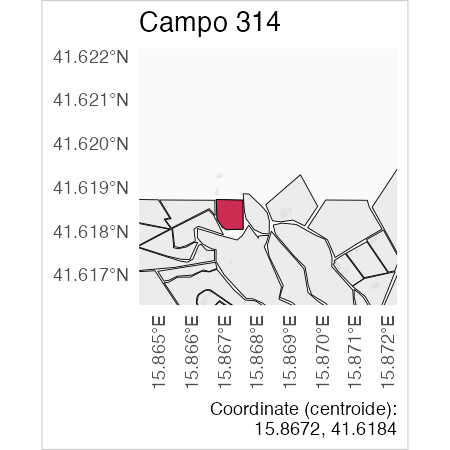 Campo 314
41.622°N
41.621°N
41.620°N
41.619°N
41.618°N
41.617°N
15.865°E
15.866°E
15.867°E
15.868°E
15.869°E
15.870°E
15.871°E
15.872°E
Coordinate (centroide):
15.8672, 41.6184